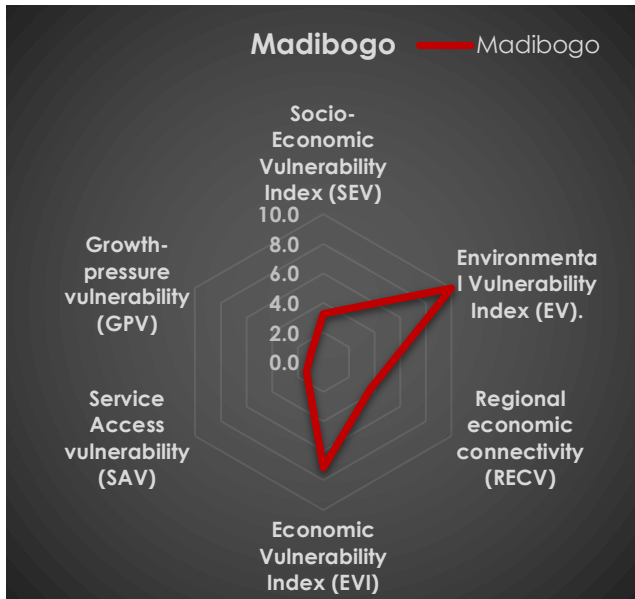 Madibogo
Madibogo
Socio-
Economic
Vulnerability
Index (SEV)
10.0
8.0
6.0
4.0
2.0
0.0
Environmenta
l Vulnerability
Index (EV).
Regional
economic
connectivity
(RECV)
Economic
Vulnerability
Index (EVI)
Service
Access
vulnerability
(SAV)
Growth-
pressure
vulnerability
(GPV)